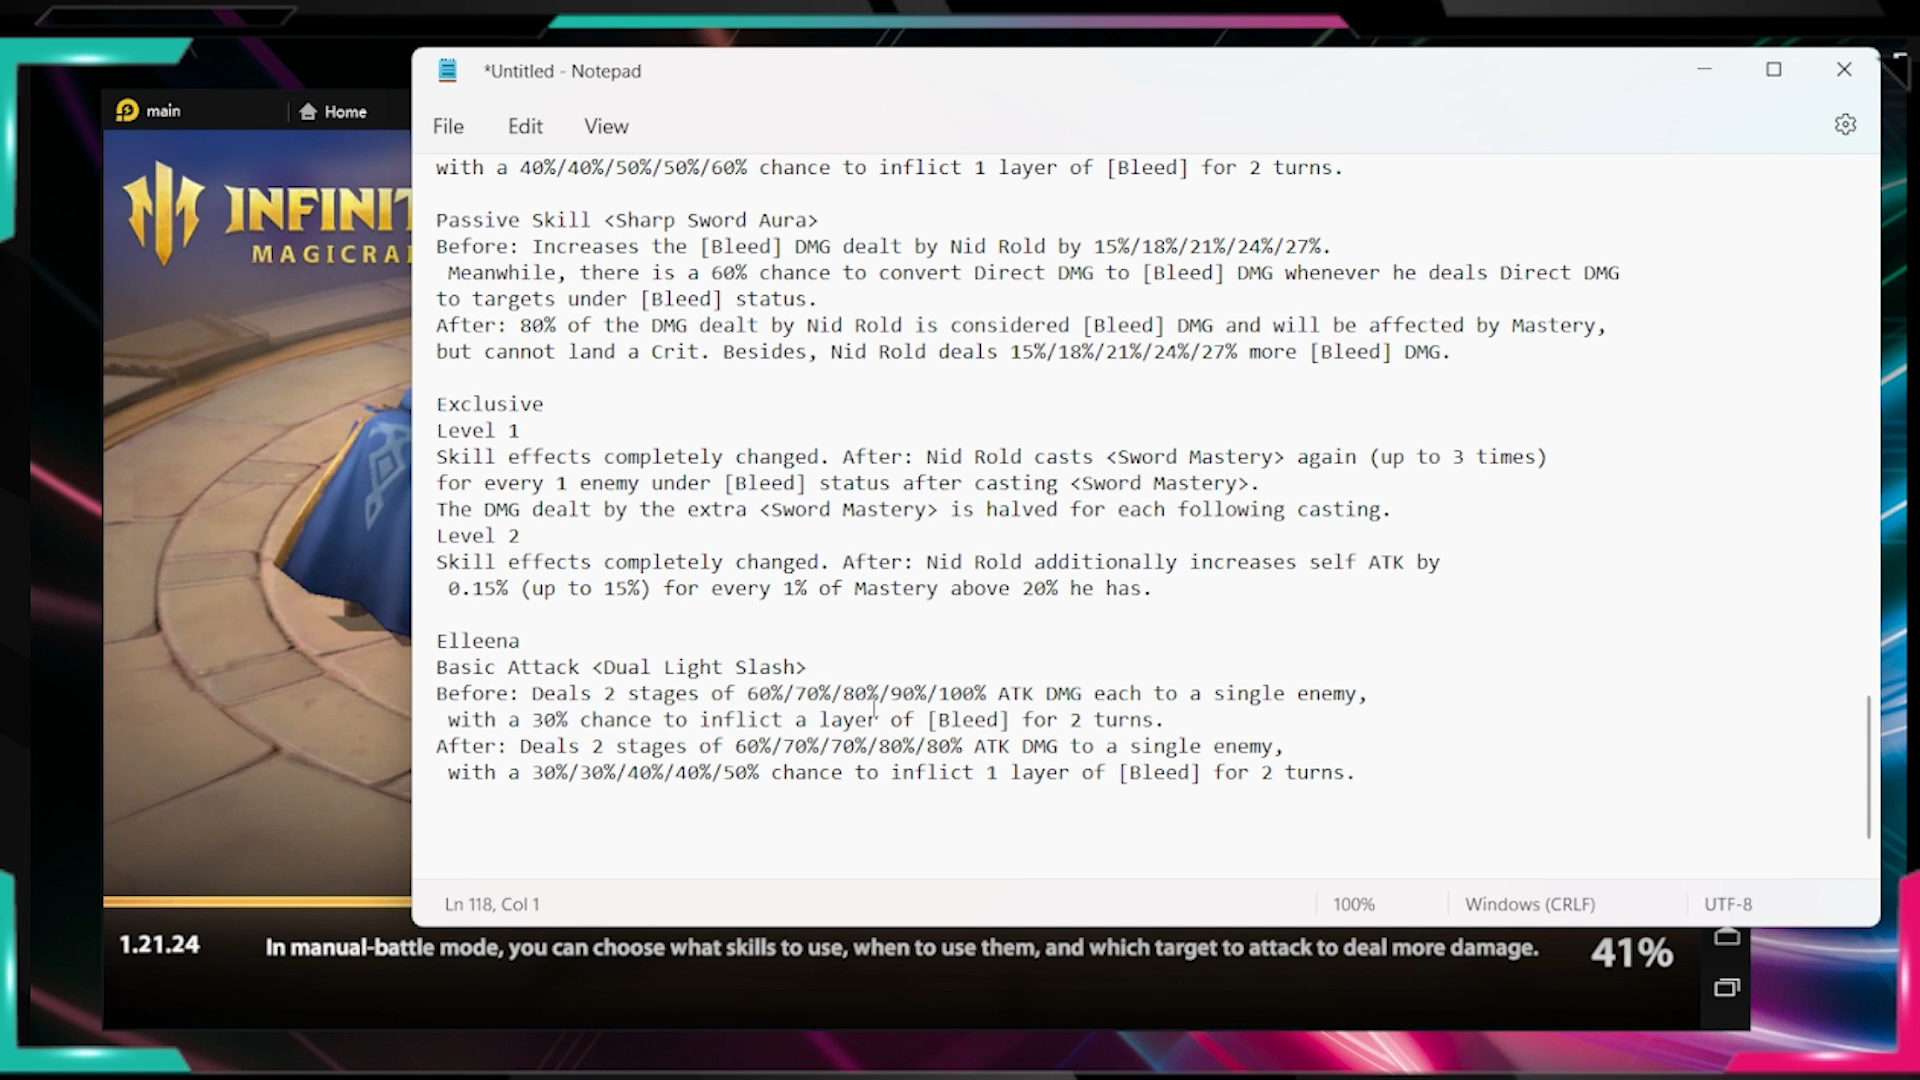 *Untitled - Notepad
main
Home
File Edit View
INFINIT
MAGICRA
with a 40%/40%/50%/50%/60% chance to inflict 1 layer of [Bleed] for 2 turns.
Passive Skill <Sharp Sword Aura>
Before: Increases the [Bleed] DMG dealt by Nid Rold by 15%/18%/21%/24%/27%.
Meanwhile, there is a 60% chance to convert Direct DMG to [Bleed] DMG whenever he deals Direct DMG
to targets under [Bleed] status.
After: 80% of the DMG dealt by Nid Rold is considered [Bleed] DMG and will be affected by Mastery,
but cannot land a Crit. Besides, Nid Rold deals 15%/18%/21%/24%/27% more [Bleed] DMG.
Exclusive
Level 1
Skill effects completely changed. After: Nid Rold casts <Sword Mastery> again (up to 3 times)
for every 1 enemy under [Bleed] status after casting <Sword Mastery>.
The DMG dealt by the extra <Sword Mastery> is halved for each following casting.
Level 2
Skill effects completely changed. After: Nid Rold additionally increases self ATK by
0.15% (up to 15%) for every 1% of Mastery above 20% he has.
Elleena
Basic Attack <Dual Light Slash>
Before: Deals 2 stages of 60%/70%/80%/90%/100% ATK DMG each to a single enemy,
with a 30% chance to inflict a layer of [Bleed] for 2 turns.
After: Deals 2 stages of 60%/70%/70%/80%/80% ATK DMG to a single enemy,
with a 30%/30%/40%/40%/50% chance to inflict 1 layer of [Bleed] for 2 turns.
Ln 118, Col 1 100% Windows (CRLF) UTF-8
1.21.24 In manual-battle mode, you can choose what skills to use, when to use them, and which target to attack to deal more damage. 41%